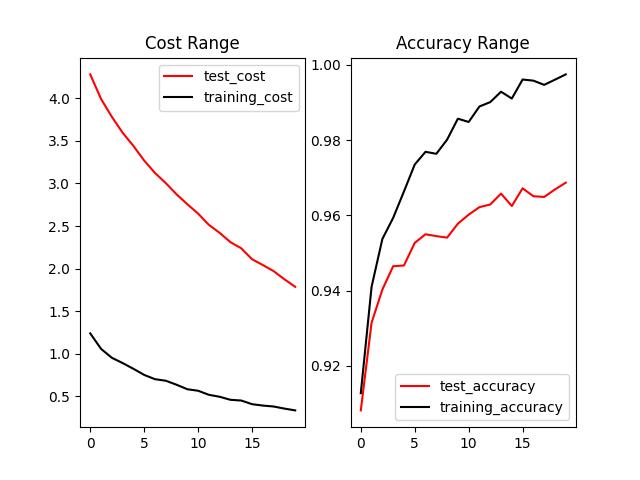 Cost Range
test_cost
training_cost
4.0
3.5
3.0
2.5
2.0
1.5
1.0
0.5
0 5 10 15
Accuracy Range
1.00
0.98
0.96
0.94
0.92
test_accuracy
training_accuracy
0 5 10 15